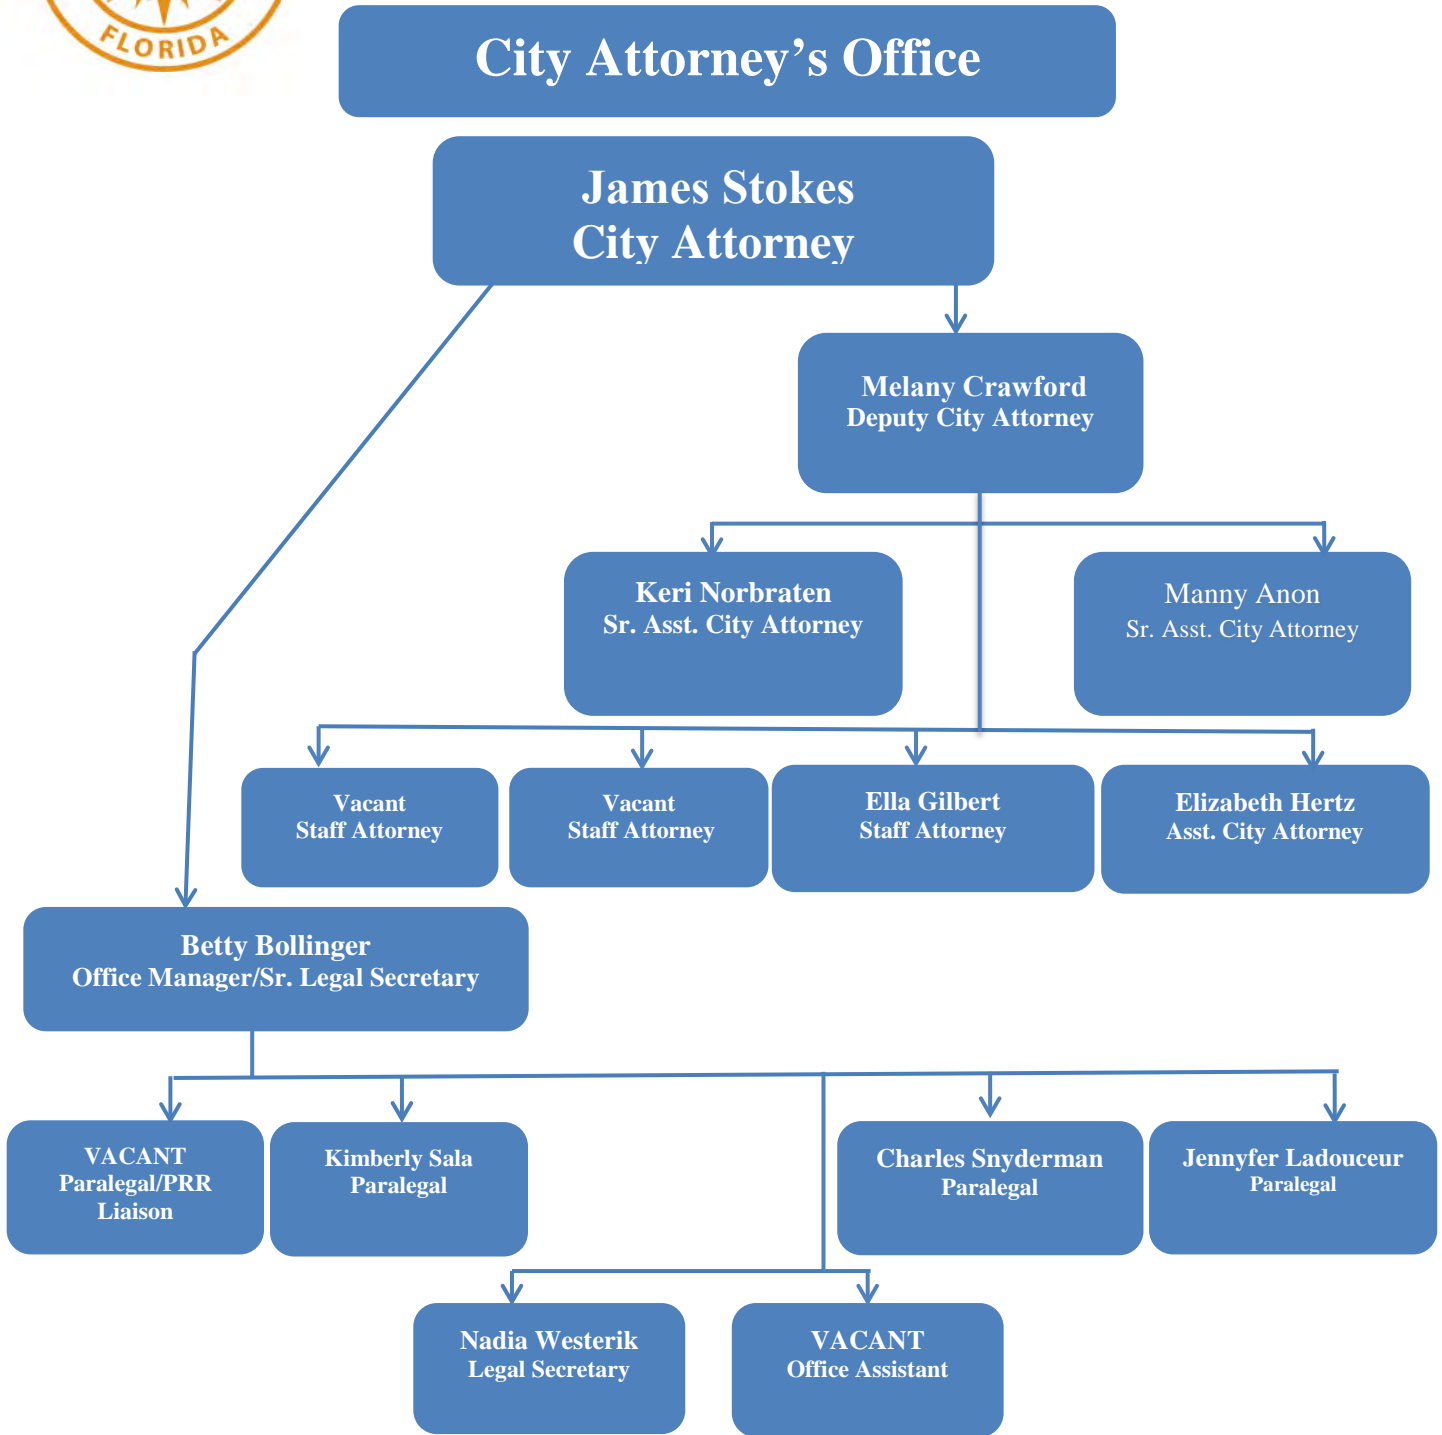 FLORIDA
City Attorney’s Office
James Stokes
City Attorney
Melany Crawford
Deputy City Attorney
Keri Norbraten
Sr. Asst. City Attorney
Manny Anon
Sr. Asst. City Attorney
Vacant
Staff Attorney
Vacant
Staff Attorney
Ella Gilbert
Staff Attorney
Elizabeth Hertz
Asst. City Attorney
Betty Bollinger
Office Manager/Sr. Legal Secretary
VACANT
Paralegal/PRR
Liaison
Kimberly Sala
Paralegal
Charles Snyderman
Paralegal
Jennyfer Ladouceur
Paralegal
Nadia Westerik
Legal Secretary
VACANT
Office Assistant